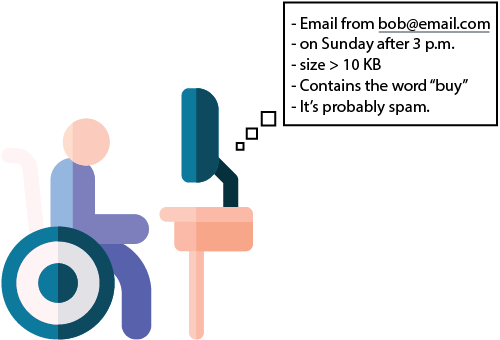 - Email from bob@email.com
- on Sunday after 3 p.m.
- size > 10 KB
- Contains the word “buy”
- It’s probably spam.